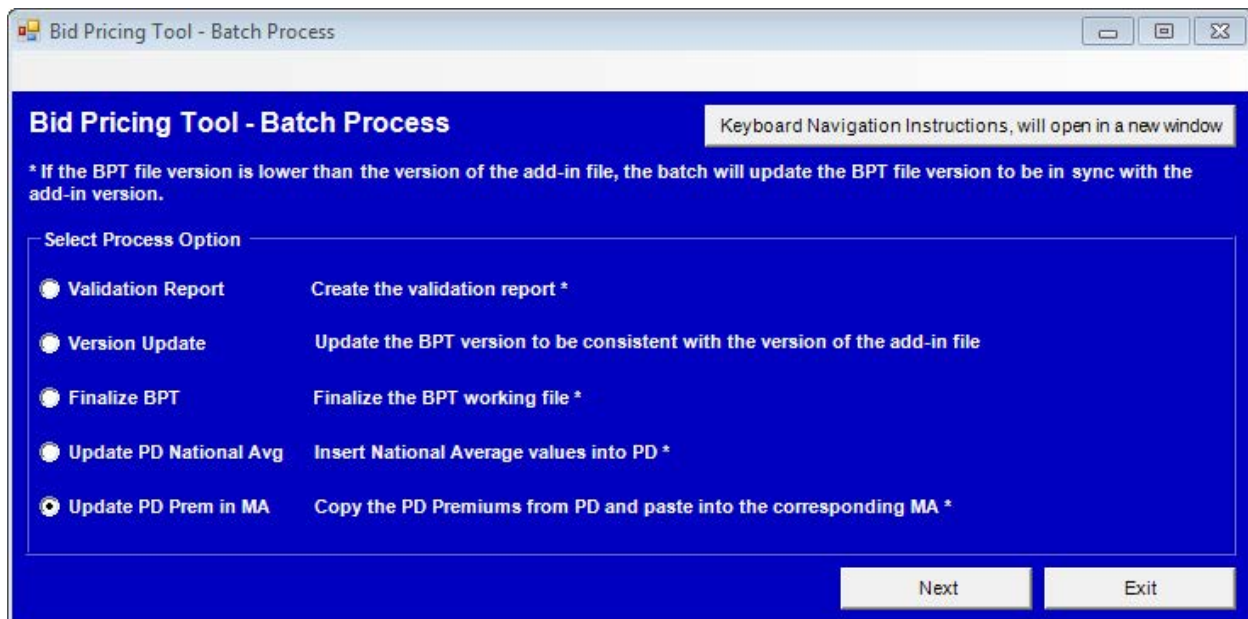 Bid Pricing Tool - Batch Process
Bid Pricing Tool - Batch Process
Keyboard Navigation Instructions, will open in a new window
* If the BPT file version is lower than the version of the add-in file, the batch will update the BPT file version to be in sync with the
add-in version.
Select Process Option
Validation Report Create the validation report *
Version Update Update the BPT version to be consistent with the version of the add-in file
Finalize BPT Finalize the BPT working file *
Update PD National Avg Insert National Average values into PD *
Update PD Prem in MA Copy the PD Premiums from PD and paste into the corresponding MA *
Next Exit